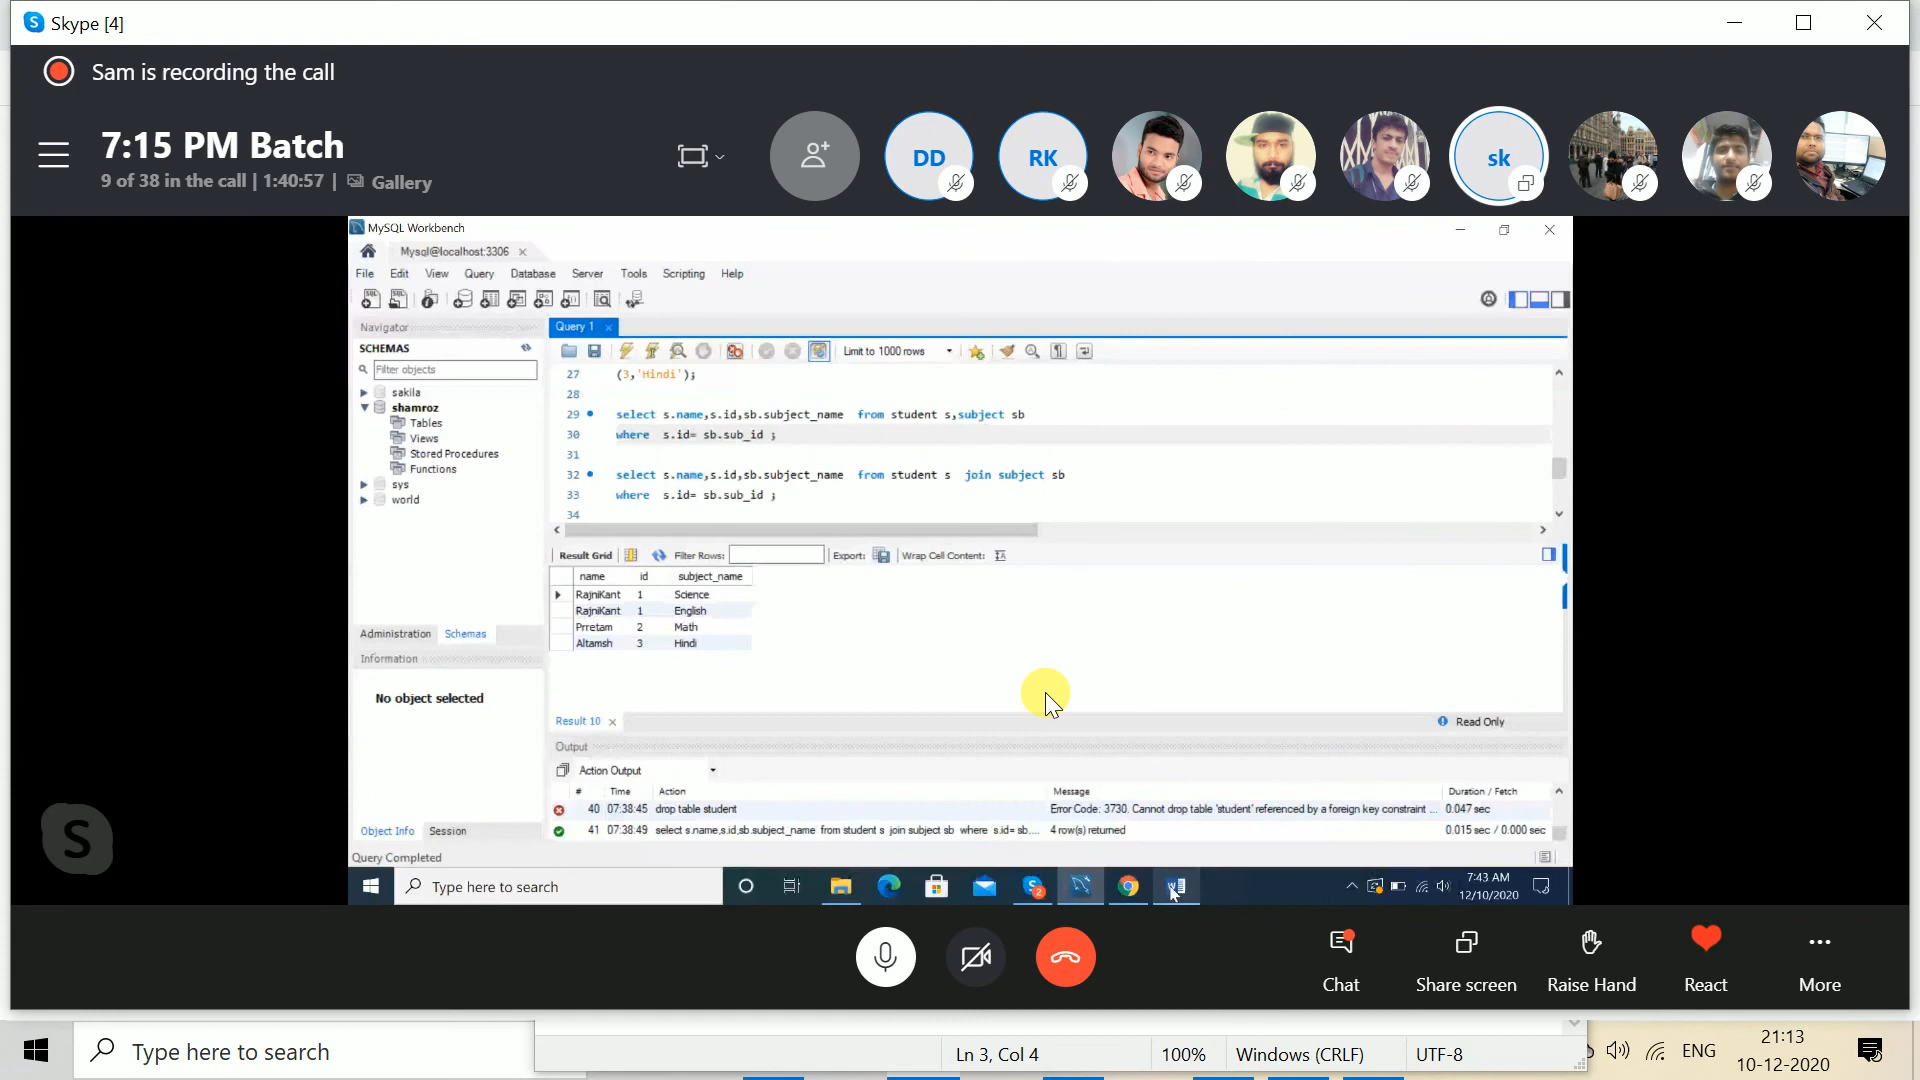 Skype [4]
Sam is recording the call
7:15 PM Batch
9 of 38 in the call | 1:40:57 | Gallery
DD
RK
sk
MySQL Workbench
Mysql@localhost:3306
File Edit View Query Database Server Tools Scripting Help
Navigator
SCHEMAS
Filter objects
sakila
shamroz
Tables
Views
Stored Procedures
Functions
sys
world
Administration Schemas
Information
No object selected
Object Info Session
Query 1
Limit to 1000 rows
27 (3,'Hindi');
28
29 select s.name,s.id,sb.subject_name from student s,subject sb
30 where s.id= sb.sub_id ;
31
32 select s.name,s.id,sb.subject_name from student s join subject sb
33 where s.id= sb.sub_id ;
34
Result Grid Filter Rows: Export: Wrap Cell Content:
name id subject_name
RajniKant 1 Science
RajniKant 1 English
Prretam 2 Math
Altamsh 3 Hindi
Result 10 Read Only
Output
Action Output
# Time Action Message Duration / Fetch
40 07:38:45 drop table student Error Code: 3730. Cannot drop table 'student' referenced by a foreign key constraint ... 0.047 sec
41 07:38:49 select s.name,s.id,sb.subject_name from student s join subject sb where s.id= sb.... 4 row(s) returned 0.015 sec / 0.000 sec
Query Completed
Type here to search
2
7:43 AM
12/10/2020
S
Chat
Share screen
Raise Hand
React
More
Type here to search
Ln 3, Col 4 100% Windows (CRLF) UTF-8
ENG
21:13
10-12-2020